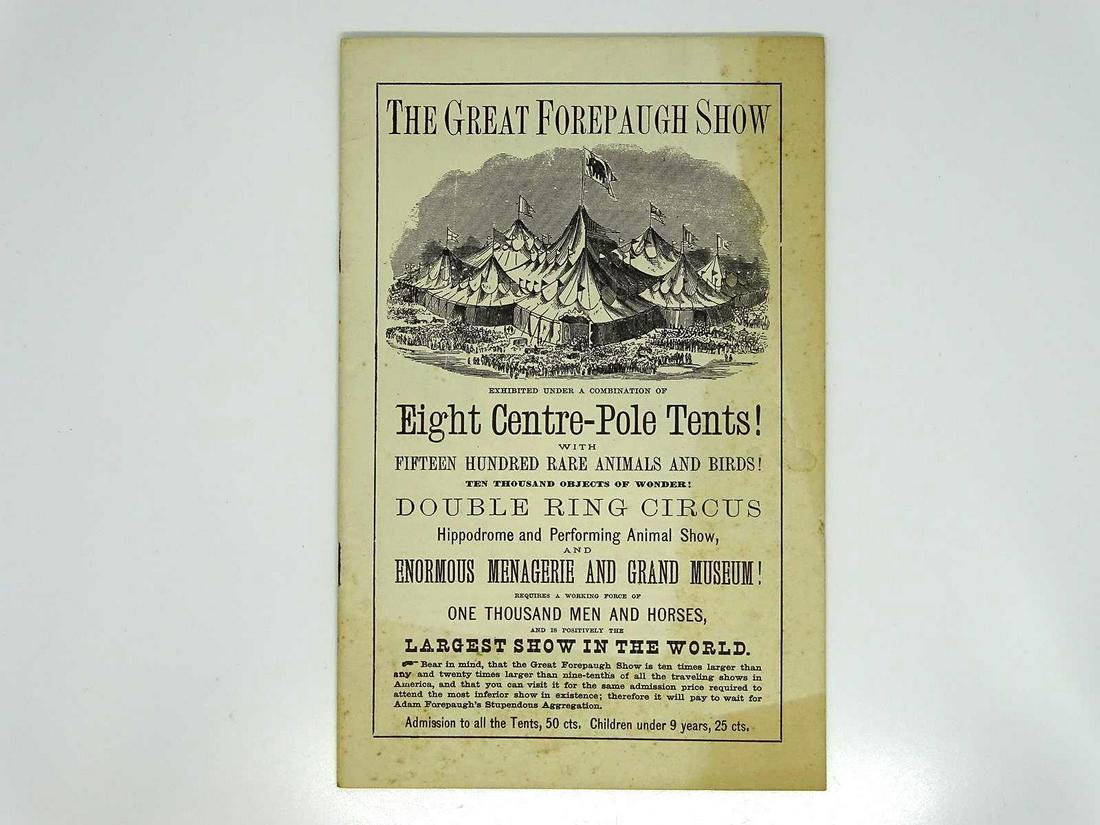 THE GREAT FOREPAUGH SHOW
EXHIBITED UNDER A COMBINATION OF
Eight Centre-Pole Tents!
WITH
FIFTEEN HUNDRED RARE ANIMALS AND BIRDS!
TEN THOUSAND OBJECTS OF WONDER!
DOUBLE RING CIRCUS
Hippodrome and Performing Animal Show,
AND
ENORMOUS MENAGERIE AND GRAND MUSEUM!
REQUIRES A WORKING FORCE OF
ONE THOUSAND MEN AND HORSES,
AND IS POSITIVELY THE
LARGEST SHOW IN THE WORLD.
☛ Bear in mind, that the Great Forepaugh Show is ten times larger than
any and twenty times larger than nine-tenths of all the traveling shows in
America, and that you can visit it for the same admission price required to
attend the most inferior show in existence; therefore it will pay to wait for
Adam Forepaugh's Stupendous Aggregation.
Admission to all the Tents, 50 cts. Children under 9 years, 25 cts.